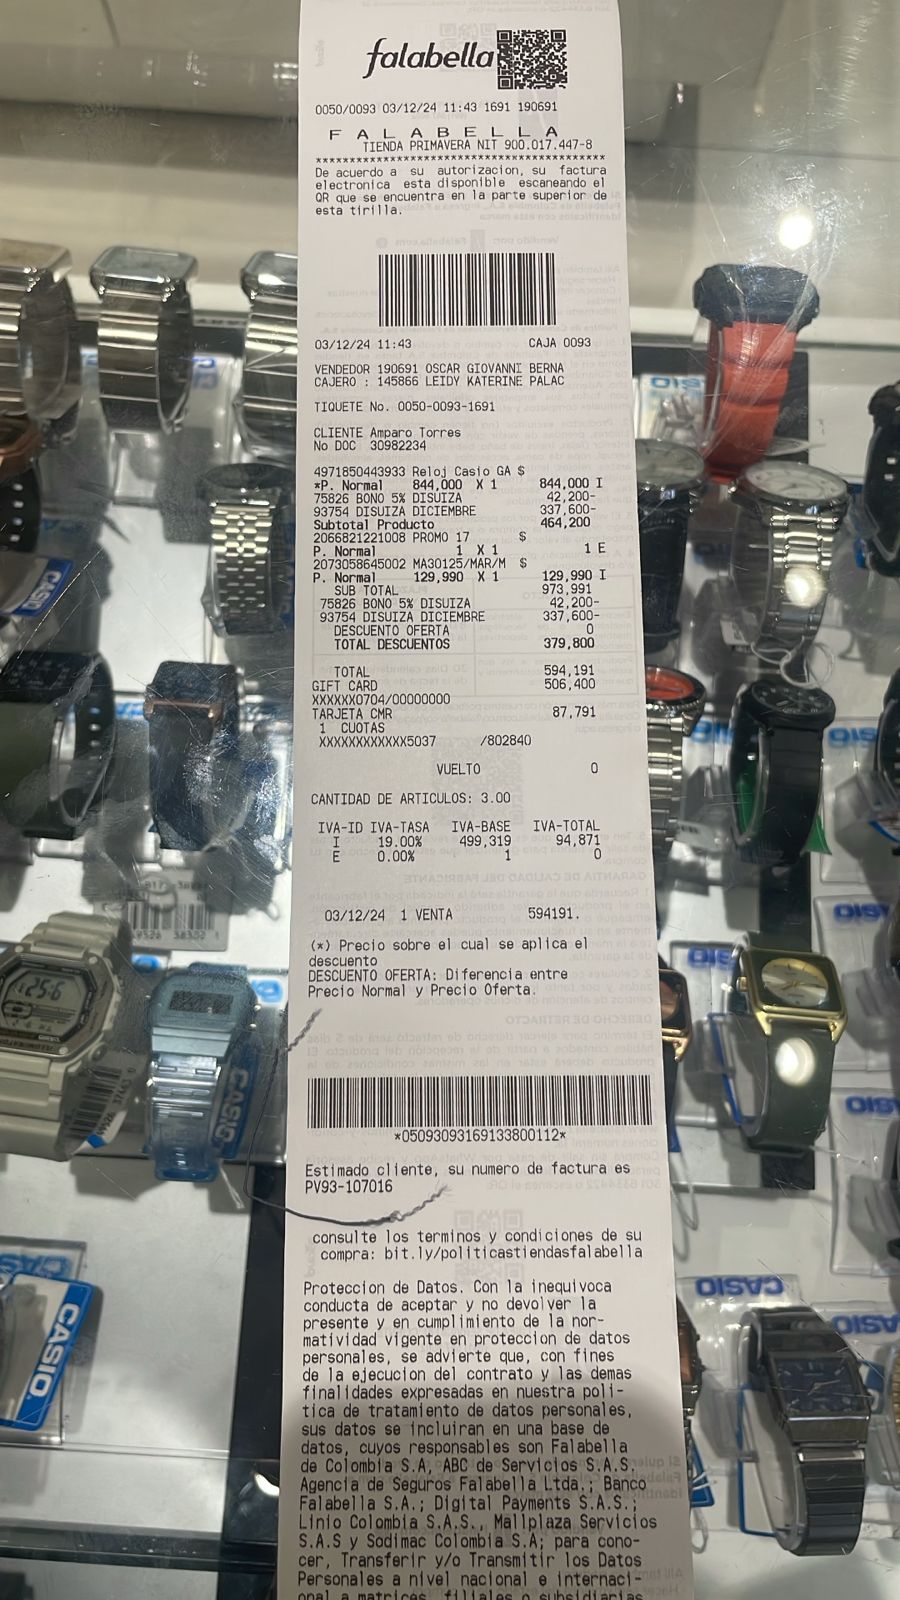 falabella
0050/0093 03/12/24 11:43 1691 190691
F A L A B E L L A
TIENDA PRIMAVERA NIT 900.017.447-8
********************************************
De acuerdo a su autorizacion, su factura
electronica esta disponible escaneando el
QR que se encuentra en la parte superior de
esta tirilla.
03/12/24 11:43 CAJA 0093
VENDEDOR 190691 OSCAR GIOVANNI BERNA
CAJERO : 145866 LEIDY KATERINE PALAC
TIQUETE No. 0050-0093-1691
CLIENTE Amparo Torres
No DOC 30982234
4971850443933 Reloj Casio GA $
*P. Normal 844,000 X 1 844,000 I
75826 BONO 5% DISUIZA 42,200-
93754 DISUIZA DICIEMBRE 337,600-
Subtotal Producto 464,200
2066821221008 PROMO 17 $
P. Normal 1 X 1 1 E
2073058645002 MA30125/MAR/M $
P. Normal 129,990 X 1 129,990 I
SUB TOTAL 973,991
75826 BONO 5% DISUIZA 42,200-
93754 DISUIZA DICIEMBRE 337,600-
DESCUENTO OFERTA 0
TOTAL DESCUENTOS 379,800
TOTAL 594,191
GIFT CARD 506,400
XXXXXX0704/00000000
TARJETA CMR 87,791
1 CUOTAS
XXXXXXXXXXXX5037 /802840
VUELTO 0
CANTIDAD DE ARTICULOS: 3.00
IVA-ID IVA-TASA IVA-BASE IVA-TOTAL
I 19.00% 499,319 94,871
E 0.00% 1 0
03/12/24 1 VENTA 594191.
(*) Precio sobre el cual se aplica el
descuento
DESCUENTO OFERTA: Diferencia entre
Precio Normal y Precio Oferta.
*05093093169133800112*
Estimado cliente, su numero de factura es
PV93-107016
consulte los terminos y condiciones de su
compra: bit.ly/politicastiendasfalabella
Proteccion de Datos. Con la inequivoca
conducta de aceptar y no devolver la
presente y en cumplimiento de la nor-
matividad vigente en proteccion de datos
personales, se advierte que, con fines
de la ejecucion del contrato y las demas
finalidades expresadas en nuestra poli-
tica de tratamiento de datos personales,
sus datos se incluiran en una base de
datos, cuyos responsables son Falabella
de Colombia S.A, ABC de Servicios S.A.S.
Agencia de Seguros Falabella Ltda.; Banco
Falabella S.A.; Digital Payments S.A.S.;
Linio Colombia S.A.S., Mallplaza Servicios
S.A.S y Sodimac Colombia S.A; para cono-
cer, Transferir y/o Transmitir los Datos
Personales a nivel nacional e internaci-
onal a matrices, filiales o subsidiarias
CASIO
CASIO
CASIO
CASIO
CASIO